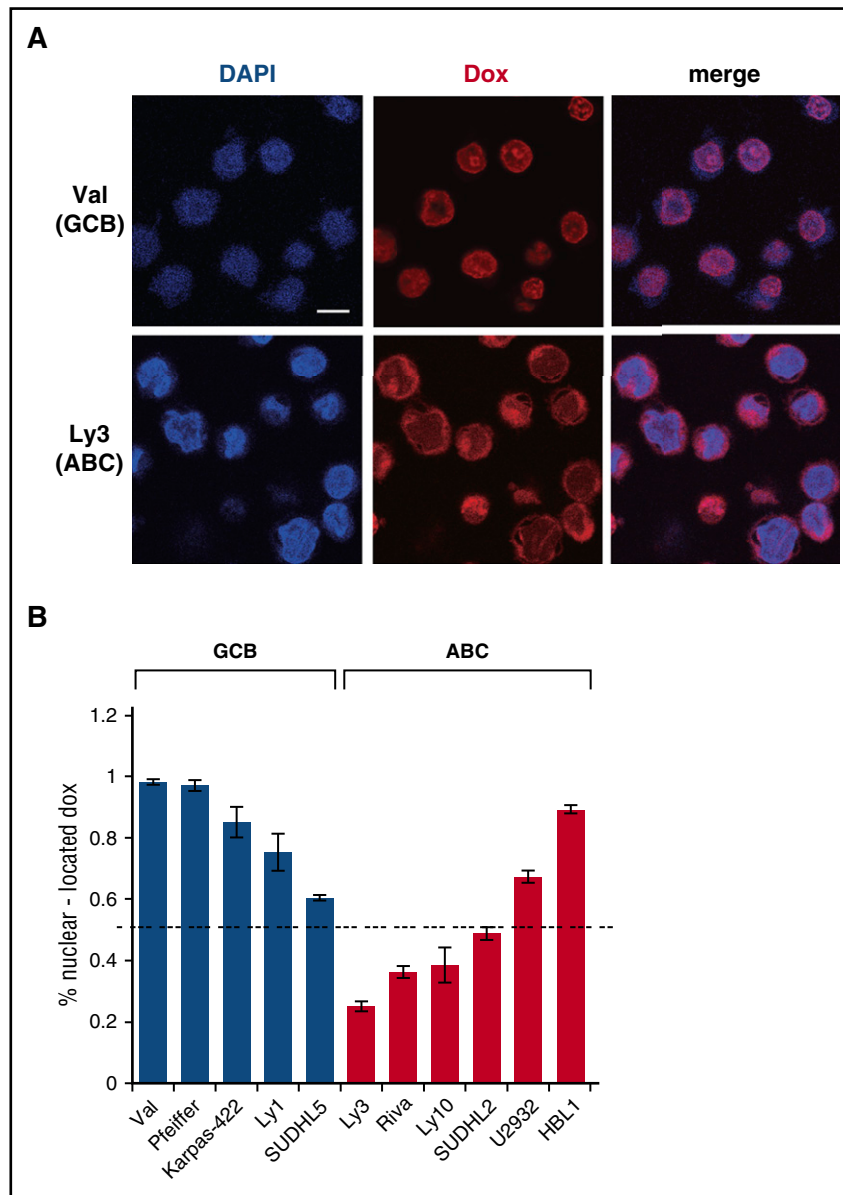 A
DAPI Dox merge
Val
(GCB)
Ly3
(ABC)
B
GCB ABC
% nuclear - located dox
1.2
1
0.8
0.6
0.4
0.2
0
Val Pfeiffer Karpas-422 Ly1 SUDHL5 Ly3 Riva Ly10 SUDHL2 U2932 HBL1